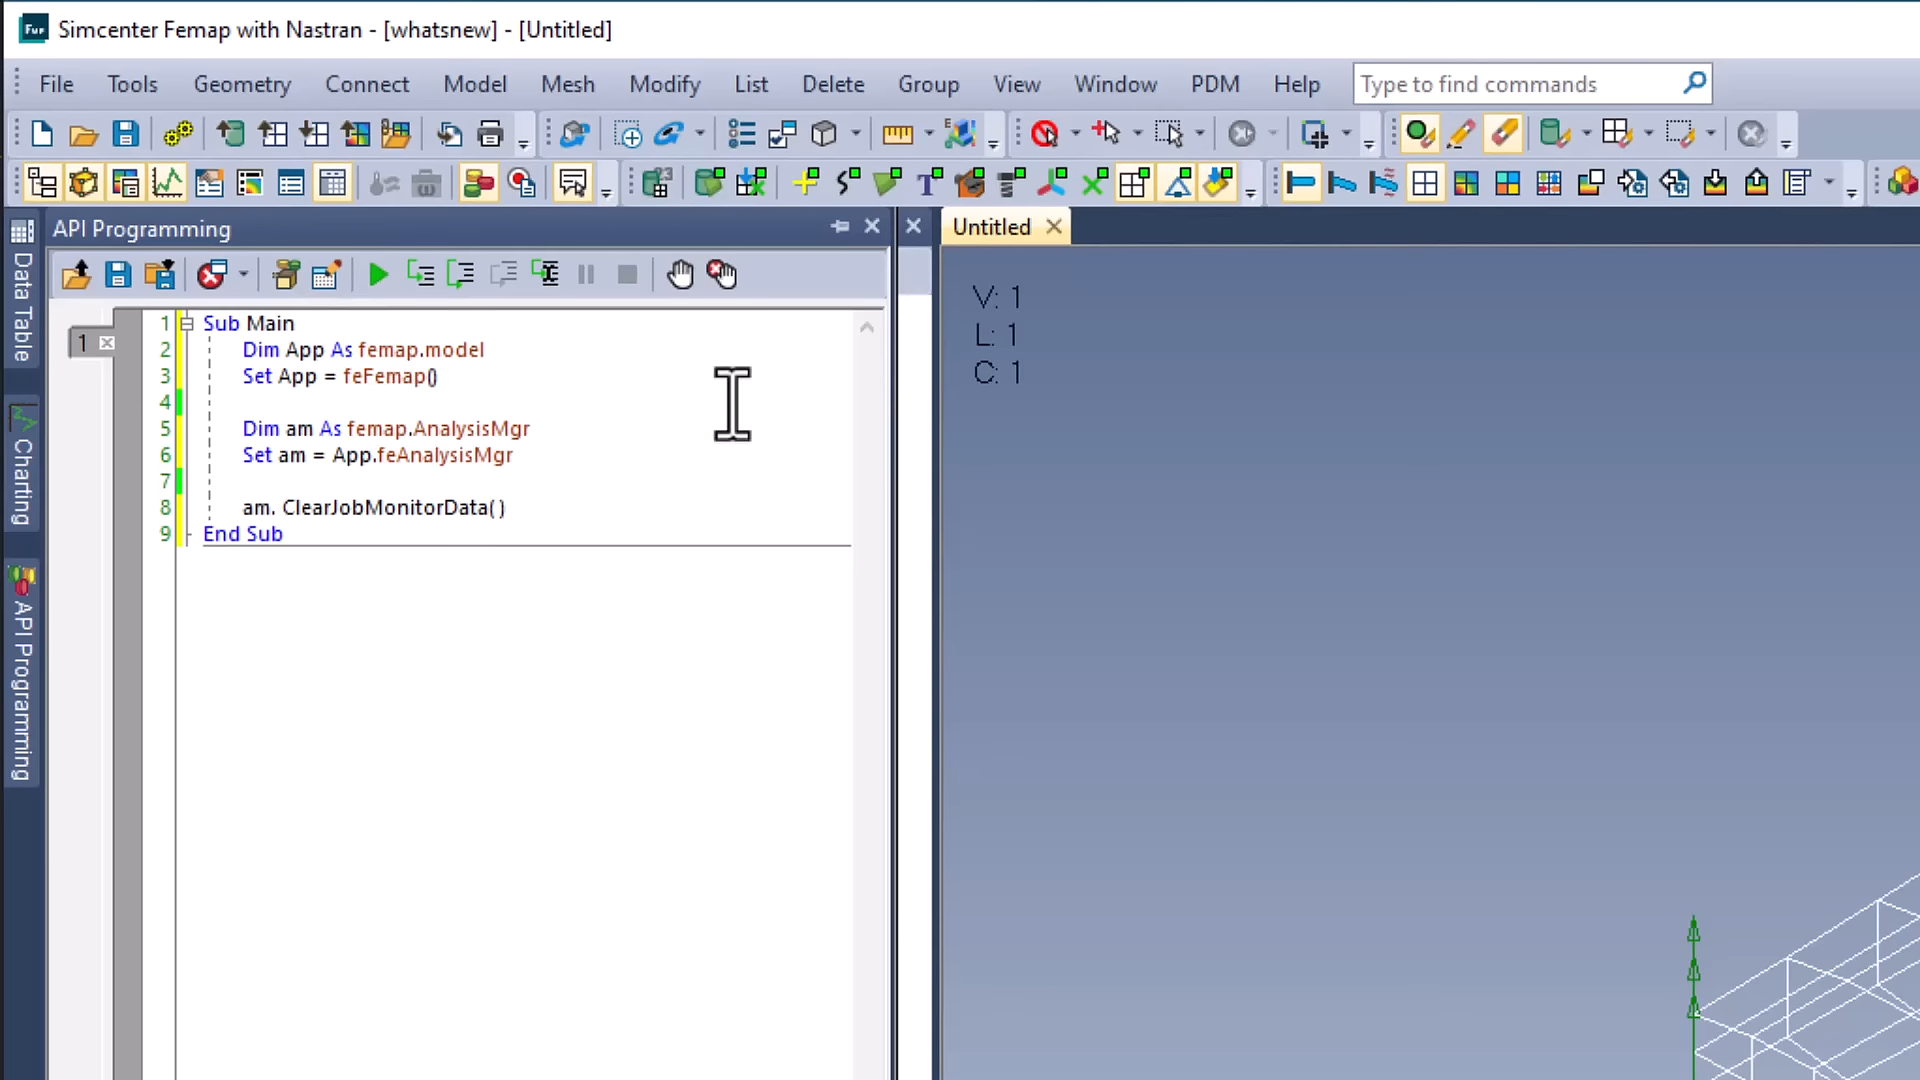 Fvp Simcenter Femap with Nastran - [whatsnew] - [Untitled]
File Tools Geometry Connect Model Mesh Modify List Delete Group View Window PDM Help Type to find commands
API Programming
Untitled
Data Table
Charting
API Programming
1
1 Sub Main
2 Dim App As femap.model
3 Set App = feFemap()
4
5 Dim am As femap.AnalysisMgr
6 Set am = App.feAnalysisMgr
7
8 am. ClearJobMonitorData()
9 End Sub
V: 1
L: 1
C: 1